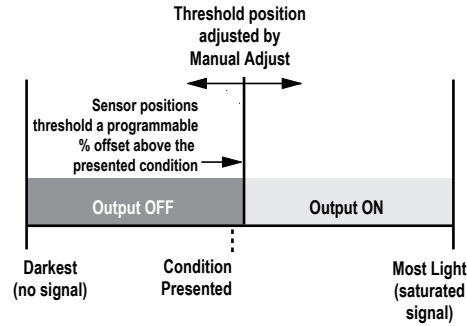 Threshold position
adjusted by
Manual Adjust
Sensor positions
threshold a programmable
% offset above the
presented condition
Output OFF
Output ON
Darkest
(no signal)
Condition
Presented
Most Light
(saturated
signal)